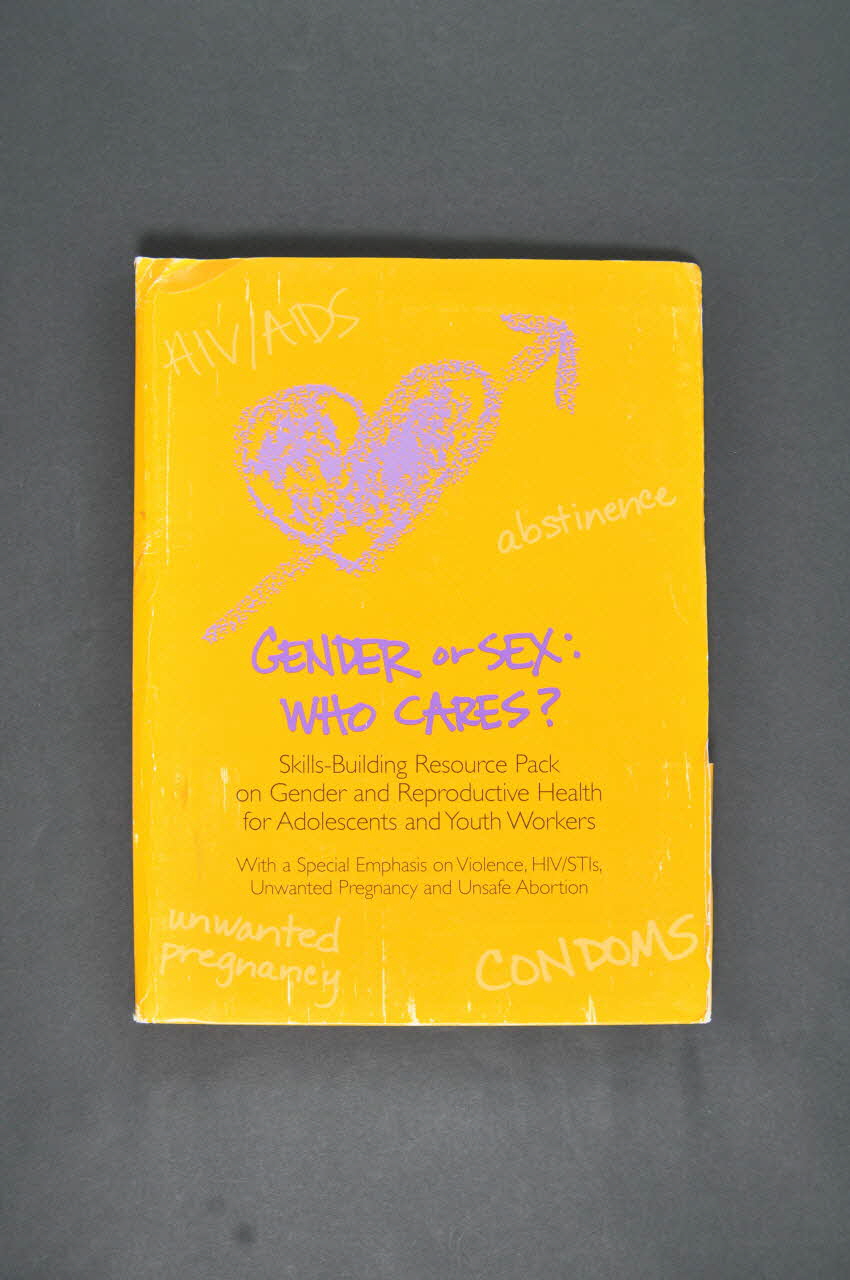 HIV/AIDS
abstinence
GENDER or SEX:
WHO CARES?
Skills-Building Resource Pack
on Gender and Reproductive Health
for Adolescents and Youth Workers
With a Special Emphasis on Violence, HIV/STIs,
Unwanted Pregnancy and Unsafe Abortion
unwanted
pregnancy
CONDOMS